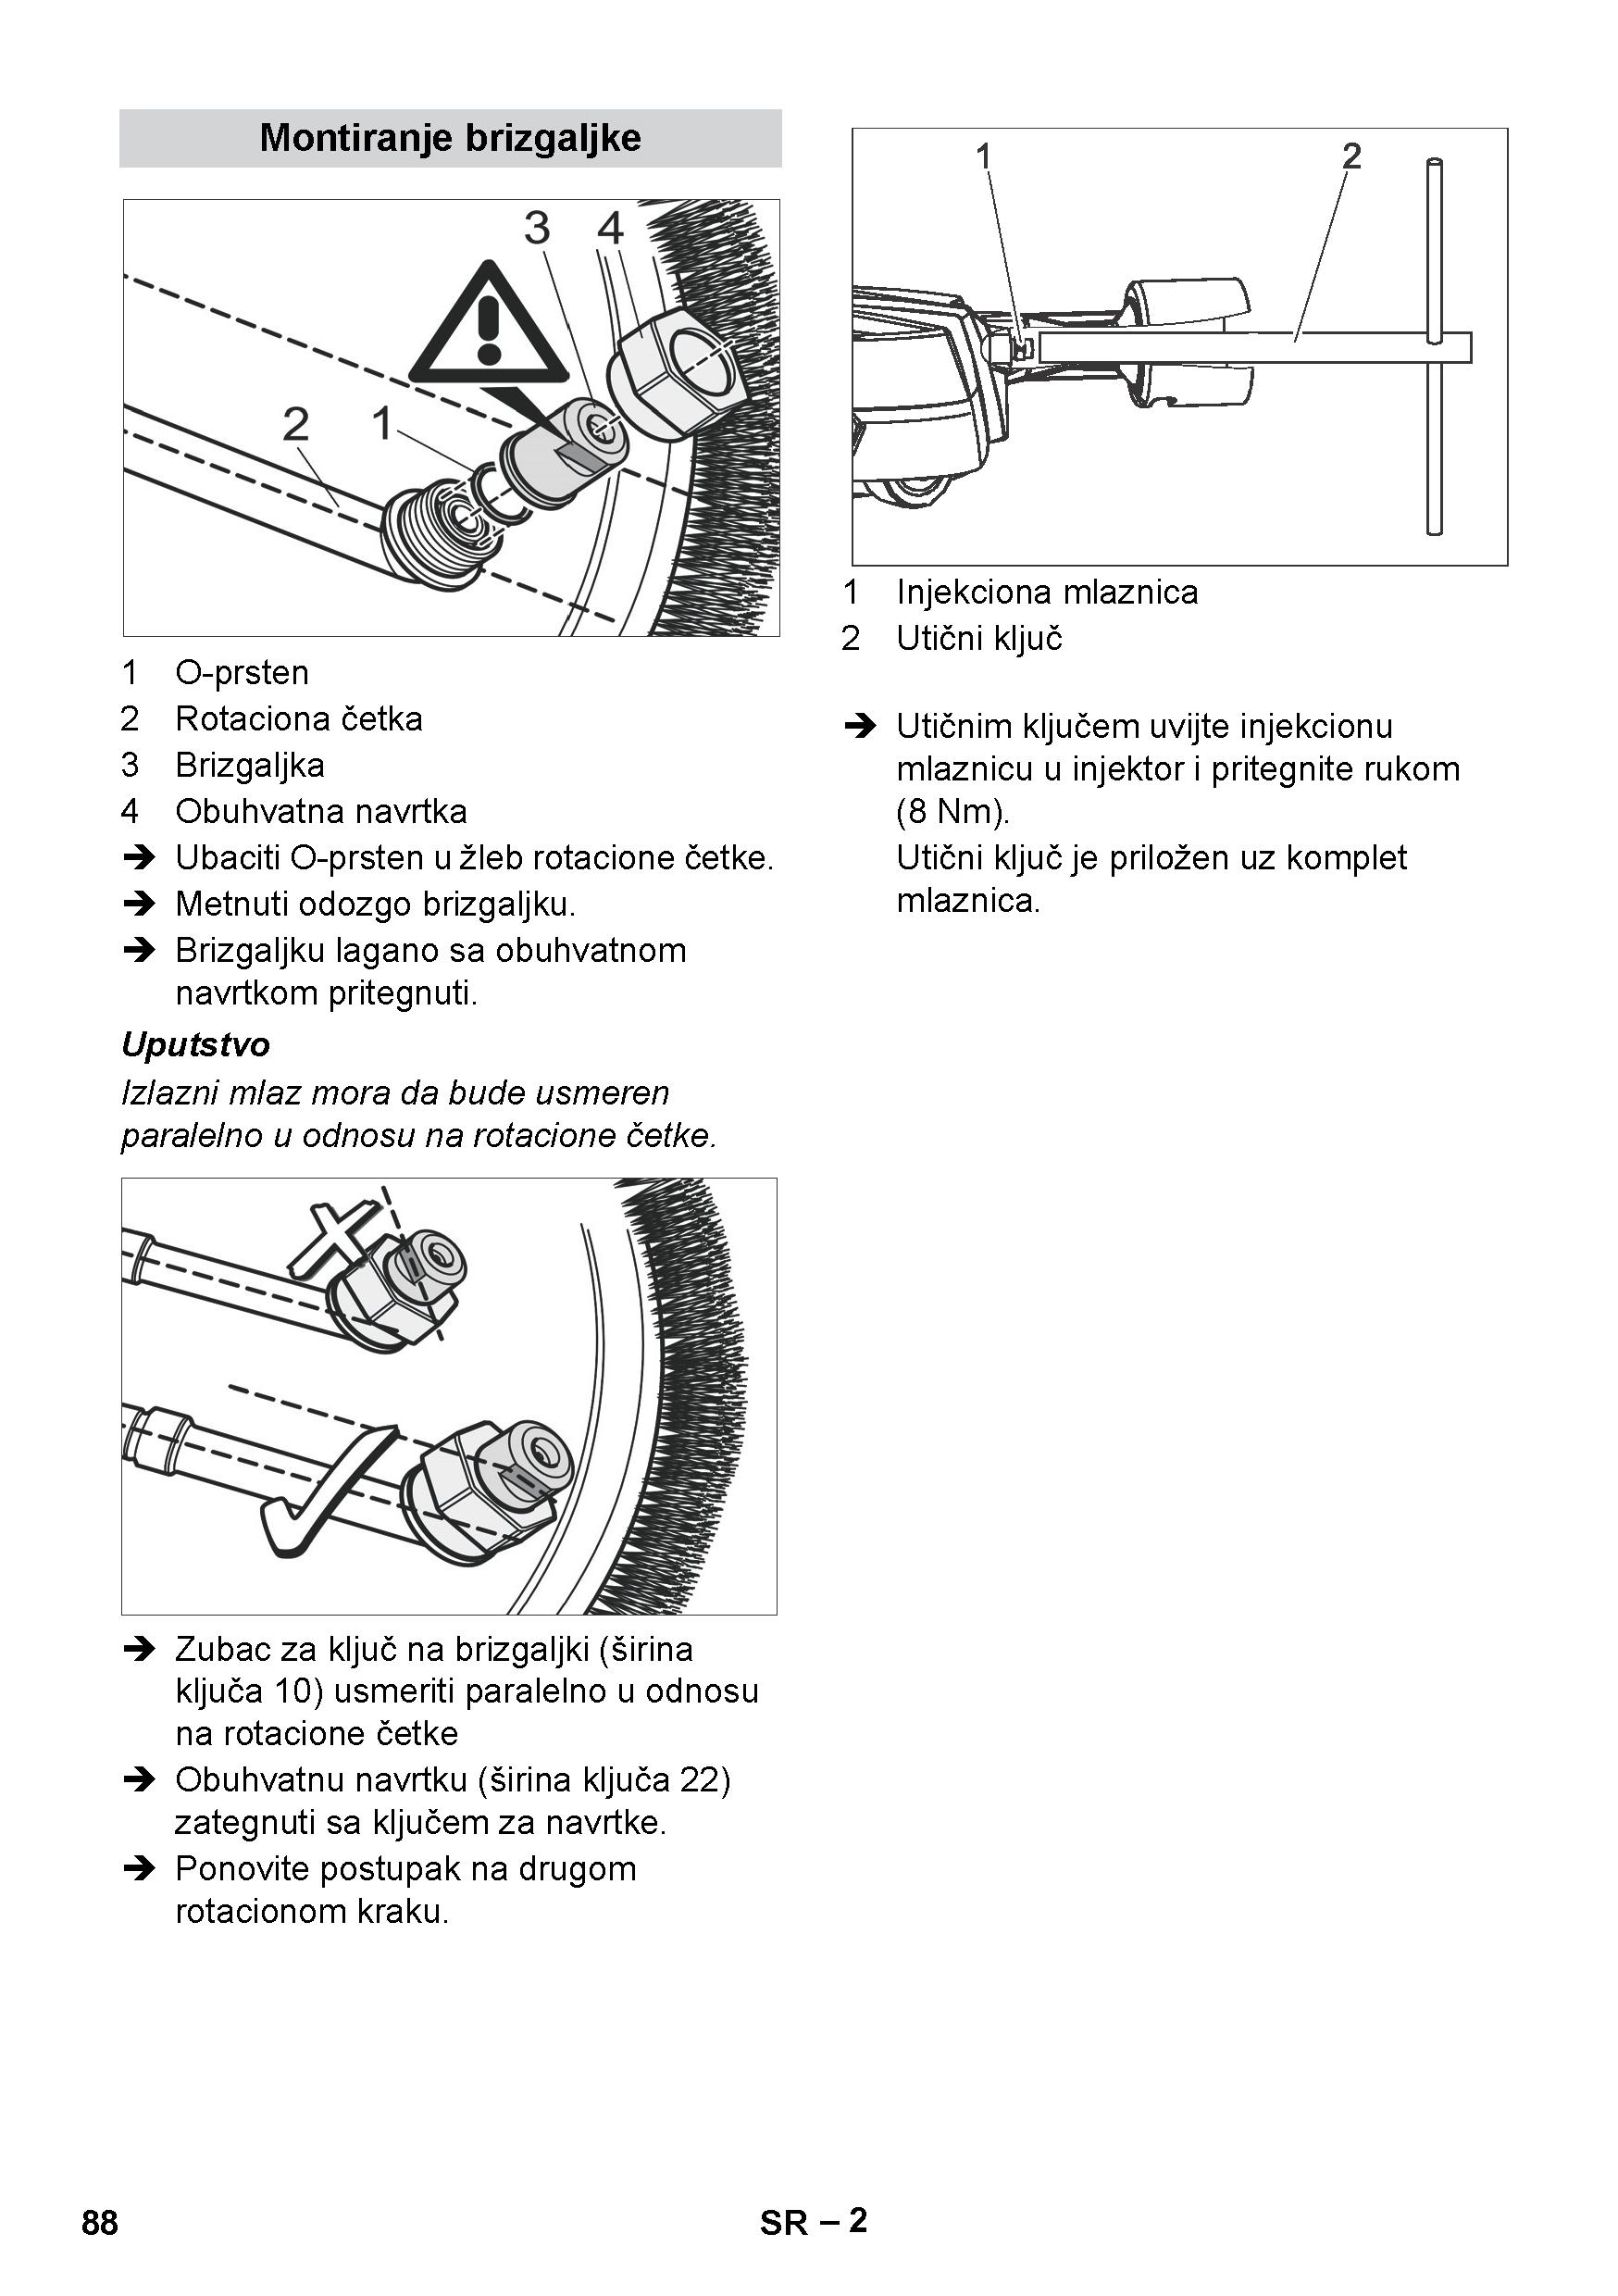 Montiranje brizgaljke
3 4
2 1
1 O-prsten
2 Rotaciona četka
3 Brizgaljka
4 Obuhvatna navrtka
➔ Ubaciti O-prsten u žleb rotacione četke.
➔ Metnuti odozgo brizgaljku.
➔ Brizgaljku lagano sa obuhvatnom
navrtkom pritegnuti.
Uputstvo
Izlazni mlaz mora da bude usmeren
paralelno u odnosu na rotacione četke.
➔ Zubac za ključ na brizgaljki (širina
ključa 10) usmeriti paralelno u odnosu
na rotacione četke
➔ Obuhvatnu navrtku (širina ključa 22)
zategnuti sa ključem za navrtke.
➔ Ponovite postupak na drugom
rotacionom kraku.
1 2
1 Injekciona mlaznica
2 Utični ključ
➔ Utičnim ključem uvijte injekcionu
mlaznicu u injektor i pritegnite rukom
(8 Nm).
Utični ključ je priložen uz komplet
mlaznica.
88 SR – 2